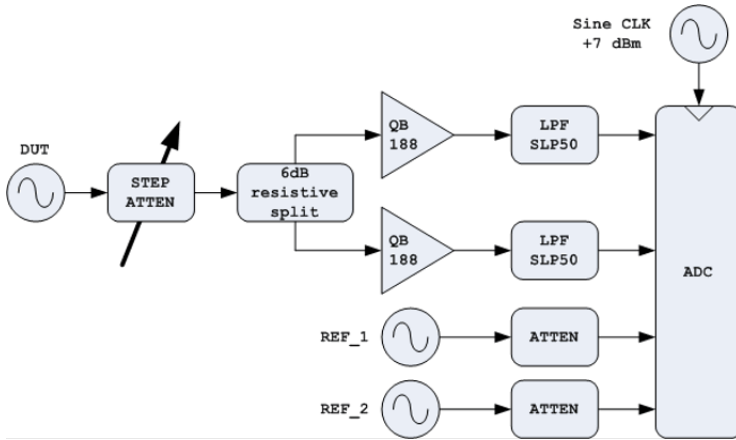 Sine CLK
+7 dBm
DUT
STEP
ATTEN
6dB
resistive
split
QB
188
LPF
SLP50
QB
188
LPF
SLP50
ADC
REF_1
ATTEN
REF_2
ATTEN